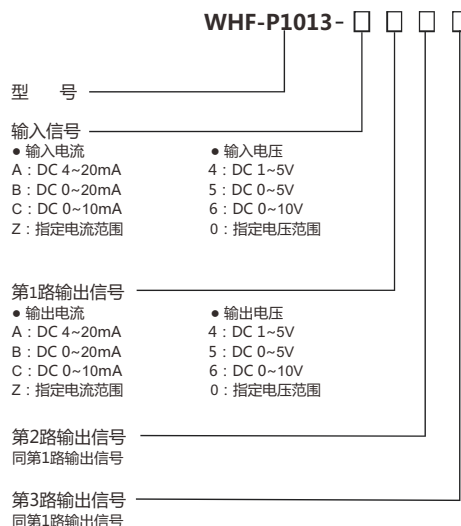 WHF-P1013-□ □ □ □
型 号
输入信号
● 输入电流 ● 输入电压
A：DC 4~20mA 4：DC 1~5V
B：DC 0~20mA 5：DC 0~5V
C：DC 0~10mA 6：DC 0~10V
Z：指定电流范围 0：指定电压范围
第1路输出信号
● 输出电流 ● 输出电压
A：DC 4~20mA 4：DC 1~5V
B：DC 0~20mA 5：DC 0~5V
C：DC 0~10mA 6：DC 0~10V
Z：指定电流范围 0：指定电压范围
第2路输出信号
同第1路输出信号
第3路输出信号
同第1路输出信号